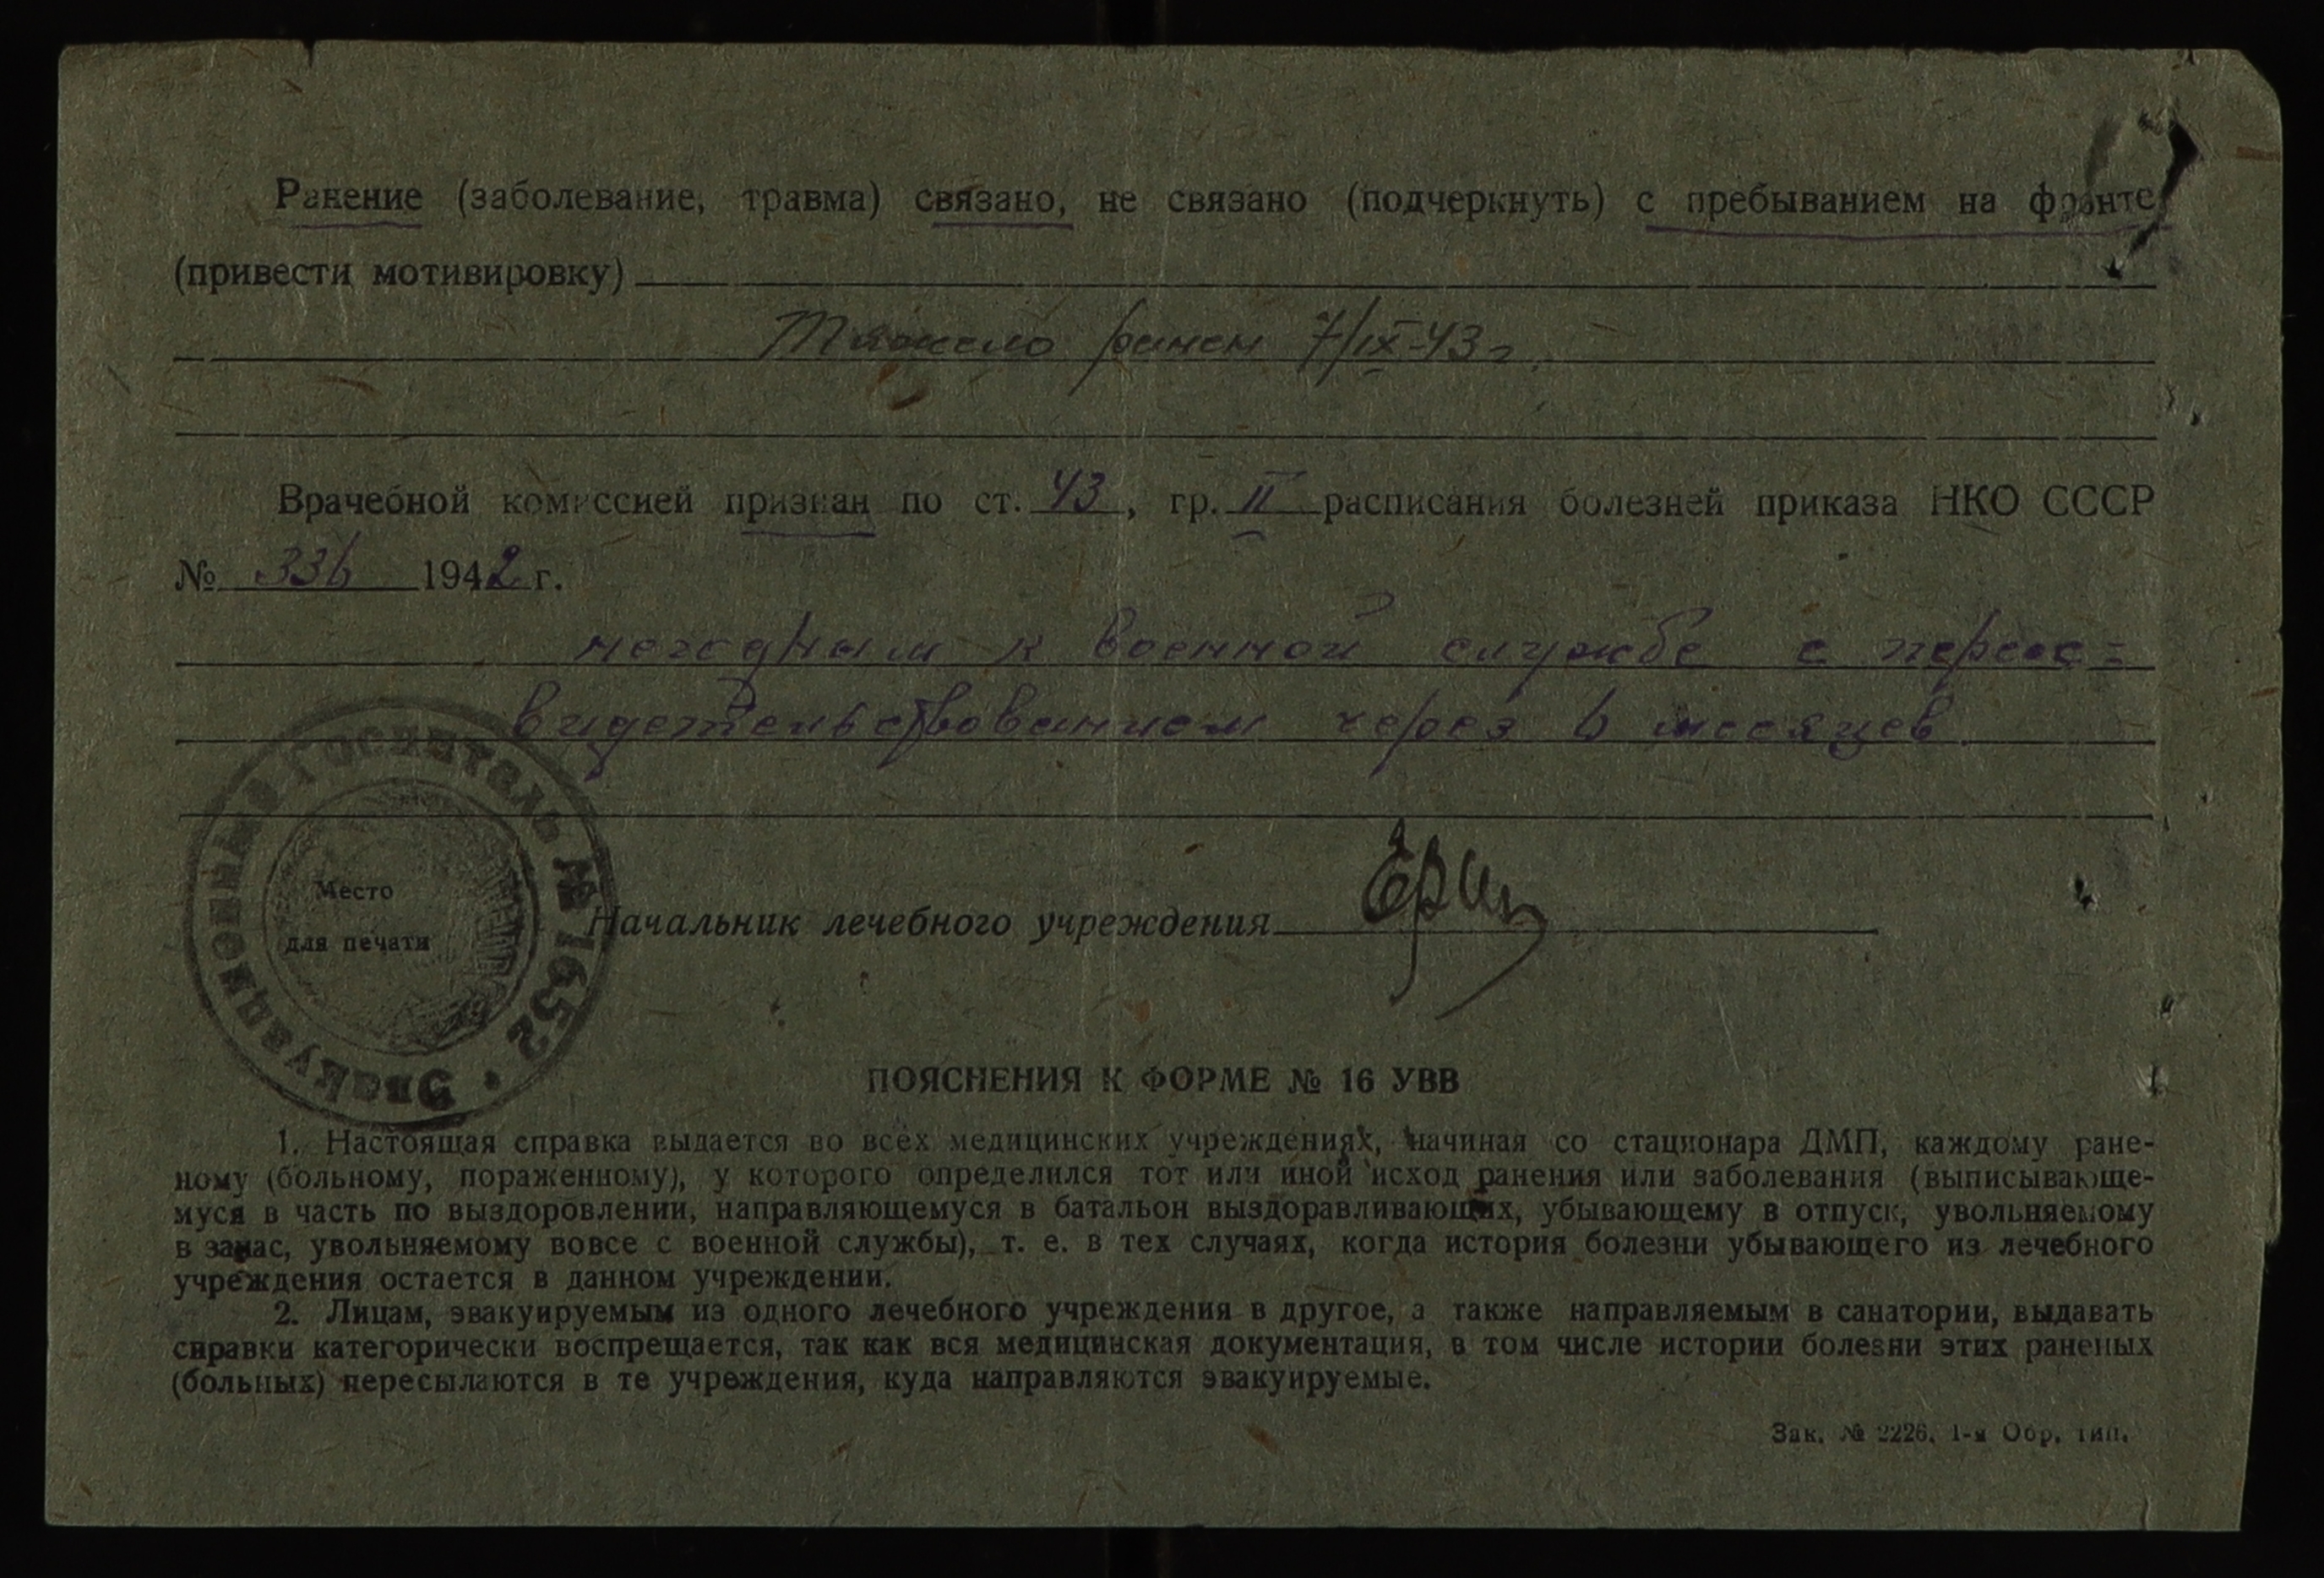 Ранение (заболевание, травма) связано, не связано (подчеркнуть) с пребыванием на фронте
(привести мотивировку)
Тяжело ранен 7/IX-43 г.
Врачебной комиссией признан по ст. 43, гр. II расписания болезней приказа НКО СССР
№ 336 1942 г.
негодным к военной службе с переос=
видетельствованием через 6 месяцев
Эвакуационный госпиталь № 1652
Место
для печати
Начальник лечебного учреждения
ПОЯСНЕНИЯ К ФОРМЕ № 16 УВВ
1. Настоящая справка выдается во всех медицинских учреждениях, начиная со стационара ДМП, каждому ране-
ному (больному, пораженному), у которого определился тот или иной исход ранения или заболевания (выписывающе-
муся в часть по выздоровлении, направляющемуся в батальон выздоравливающих, убывающему в отпуск, увольняемому
в запас, увольняемому вовсе с военной службы), т. е. в тех случаях, когда история болезни убывающего из лечебного
учреждения остается в данном учреждении.
2. Лицам, эвакуируемым из одного лечебного учреждения в другое, а также направляемым в санатории, выдавать
справки категорически воспрещается, так как вся медицинская документация, в том числе истории болезни этих раненых
(больных) пересылаются в те учреждения, куда направляются эвакуируемые.
Зак. № 2226. 1-я Обр. тип.